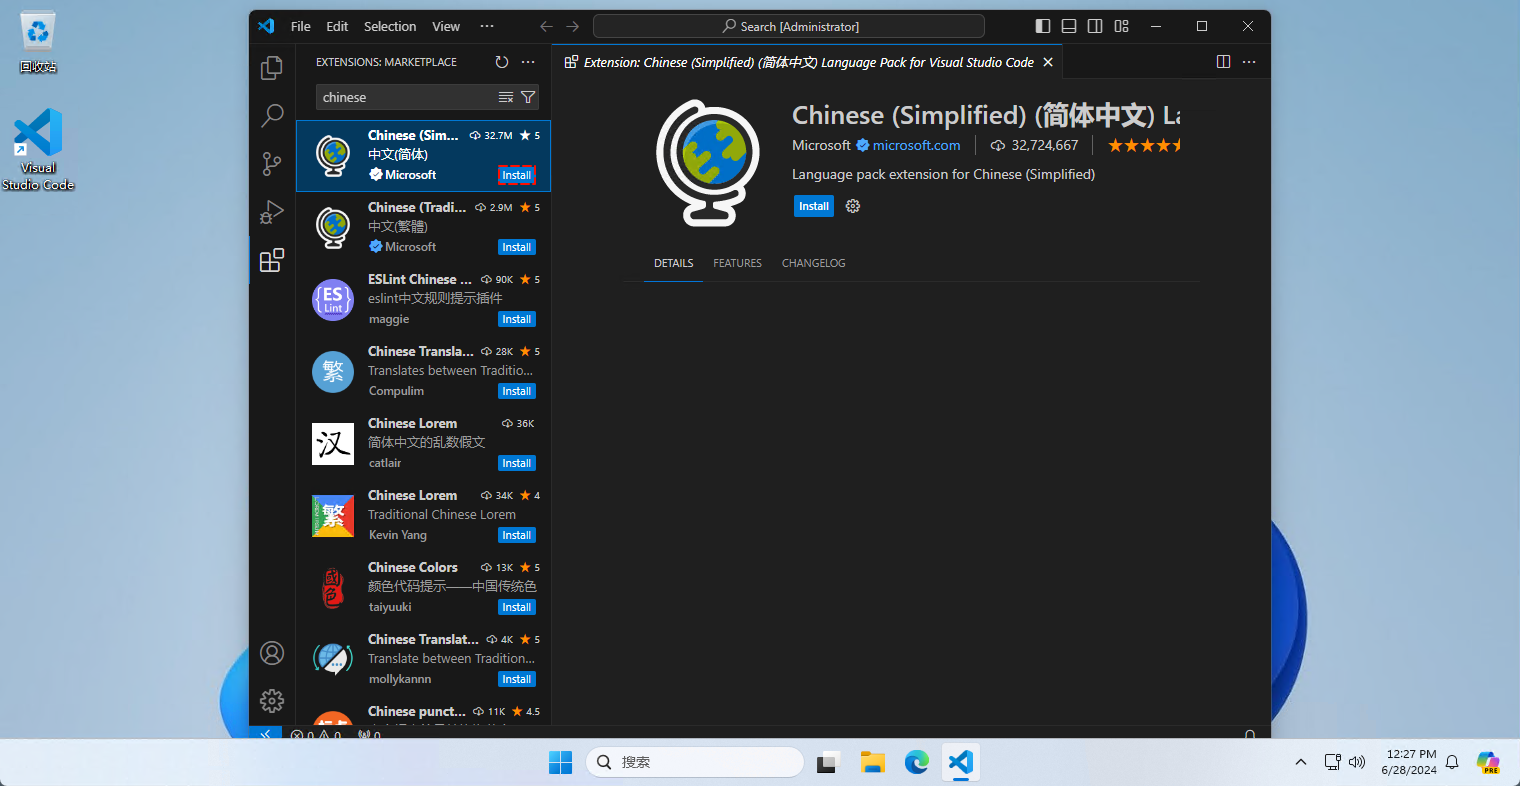 回收站
Visual
Studio Code
File Edit Selection View ···
Search [Administrator]
EXTENSIONS: MARKETPLACE
chinese
Chinese (Sim... 32.7M ★ 5
中文(简体)
Microsoft Install
Chinese (Tradi... 2.9M ★ 5
中文(繁體)
Microsoft Install
ESLint Chinese ... 90K ★ 5
eslint中文规则提示插件
maggie Install
{ES}
Lint
Chinese Transla... 28K ★ 5
Translates between Traditio...
Compulim Install
繁
Chinese Lorem 36K
简体中文的乱数假文
catlair Install
汉
Chinese Lorem 34K ★ 4
Traditional Chinese Lorem
Kevin Yang Install
繁
Chinese Colors 13K ★ 5
颜色代码提示——中国传统色
taiyuuki Install
國色
Chinese Translat... 4K ★ 5
Translate between Tradition...
mollykannn Install
Chinese punct... 11K ★ 4.5
Extension: Chinese (Simplified) (简体中文) Language Pack for Visual Studio Code
Chinese (Simplified) (简体中文) La
Microsoft microsoft.com 32,724,667 ★★★★★
Language pack extension for Chinese (Simplified)
Install
DETAILS FEATURES CHANGELOG
0 0 0
搜索
12:27 PM
6/28/2024
PRE